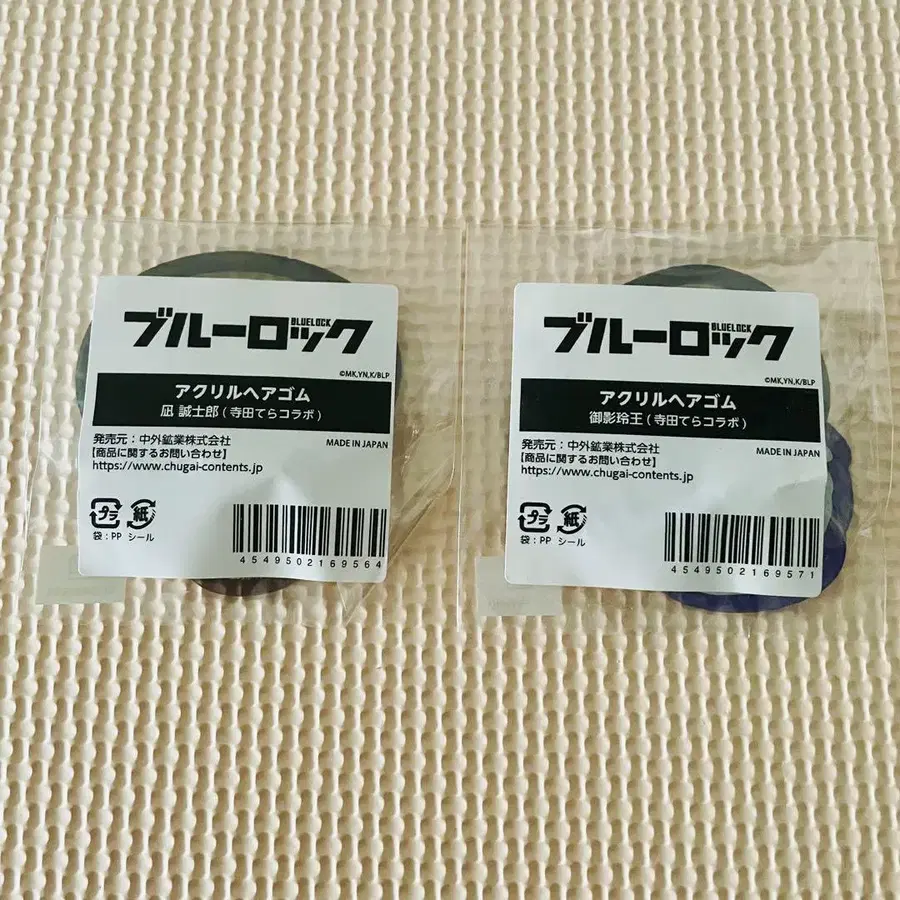 ブルーロック
BLUELOCK
©MK,YN,K/BLP
アクリルヘアゴム
凪 誠士郎 (寺田てらコラボ)
発売元：中外鉱業株式会社
MADE IN JAPAN
【商品に関するお問い合わせ】
https://www.chugai-contents.jp
プラ 紙
袋：PP シール
4549502169564
ブルーロック
BLUELOCK
©MK,YN,K/BLP
アクリルヘアゴム
御影玲王 (寺田てらコラボ)
発売元：中外鉱業株式会社
MADE IN JAPAN
【商品に関するお問い合わせ】
https://www.chugai-contents.jp
プラ 紙
袋：PP シール
4549502169571